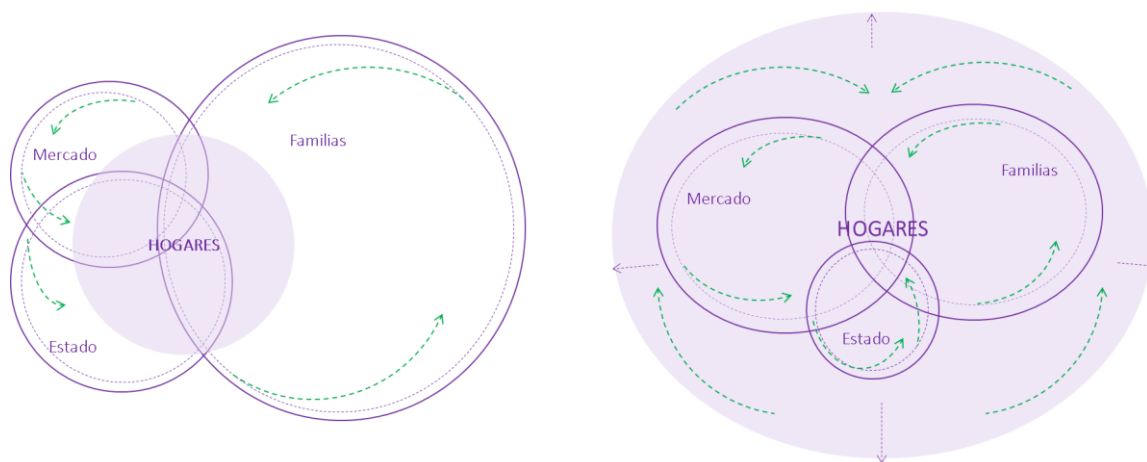 Mercado
Familias
HOGARES
Estado
Mercado
Familias
HOGARES
Estado